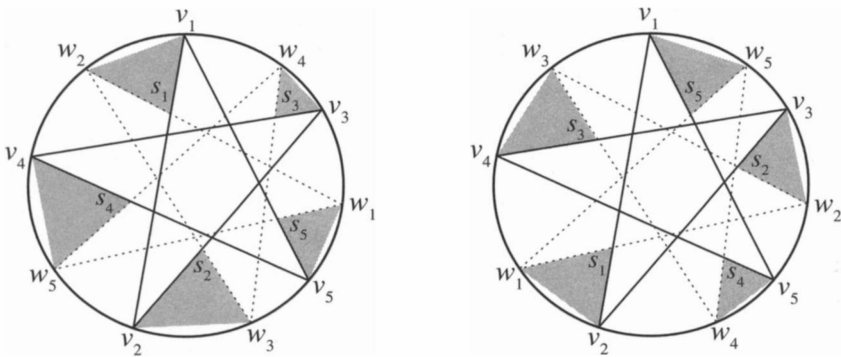 v₁
w₂
w₄
s₁
s₃
v₃
v₄
s₄
w₁
s₅
s₂
w₅
v₅
v₂
w₃
v₁
w₃
w₅
s₅
v₃
s₃
v₄
s₂
w₂
w₁
s₁
s₄
v₅
v₂
w₄